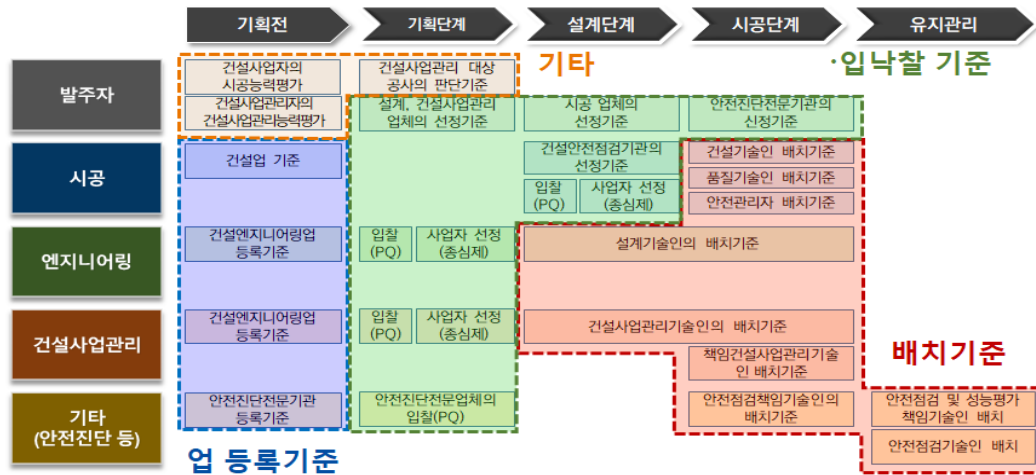 기획전
기획단계
설계단계
시공단계
유지관리
발주자
건설사업자의
시공능력평가
건설사업관리 대상
공사의 판단기준
기타
·입낙찰 기준
건설사업관리자의
건설사업관리능력평가
설계, 건설사업관리
업체의 선정기준
시공 업체의
선정기준
안전진단전문기관의
신정기준
시공
건설업 기준
건설안전점검기관의
선정기준
건설기술인 배치기준
품질기술인 배치기준
입찰
(PQ)
사업자 선정
(종심제)
안전관리자 배치기준
엔지니어링
건설엔지니어링업
등록기준
입찰
(PQ)
사업자 선정
(종심제)
설계기술인의 배치기준
건설사업관리
건설엔지니어링업
등록기준
입찰
(PQ)
사업자 선정
(종심제)
건설사업관리기술인의 배치기준
책임건설사업관리기술
인 배치기준
배치기준
기타
(안전진단 등)
안전진단전문기관
등록기준
안전진단전문업체의
입찰(PQ)
안전점검책임기술인의
배치기준
안전점검 및 성능평가
책임기술인 배치
안전점검기술인 배치
업 등록기준